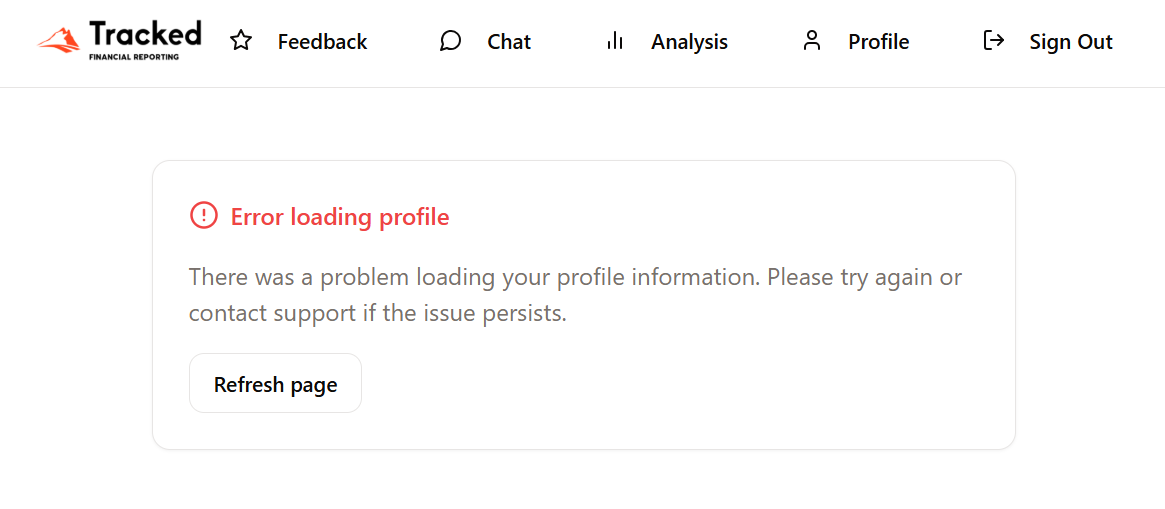 Tracked
FINANCIAL REPORTING
Feedback
Chat
Analysis
Profile
Sign Out
Error loading profile
There was a problem loading your profile information. Please try again or
contact support if the issue persists.
Refresh page